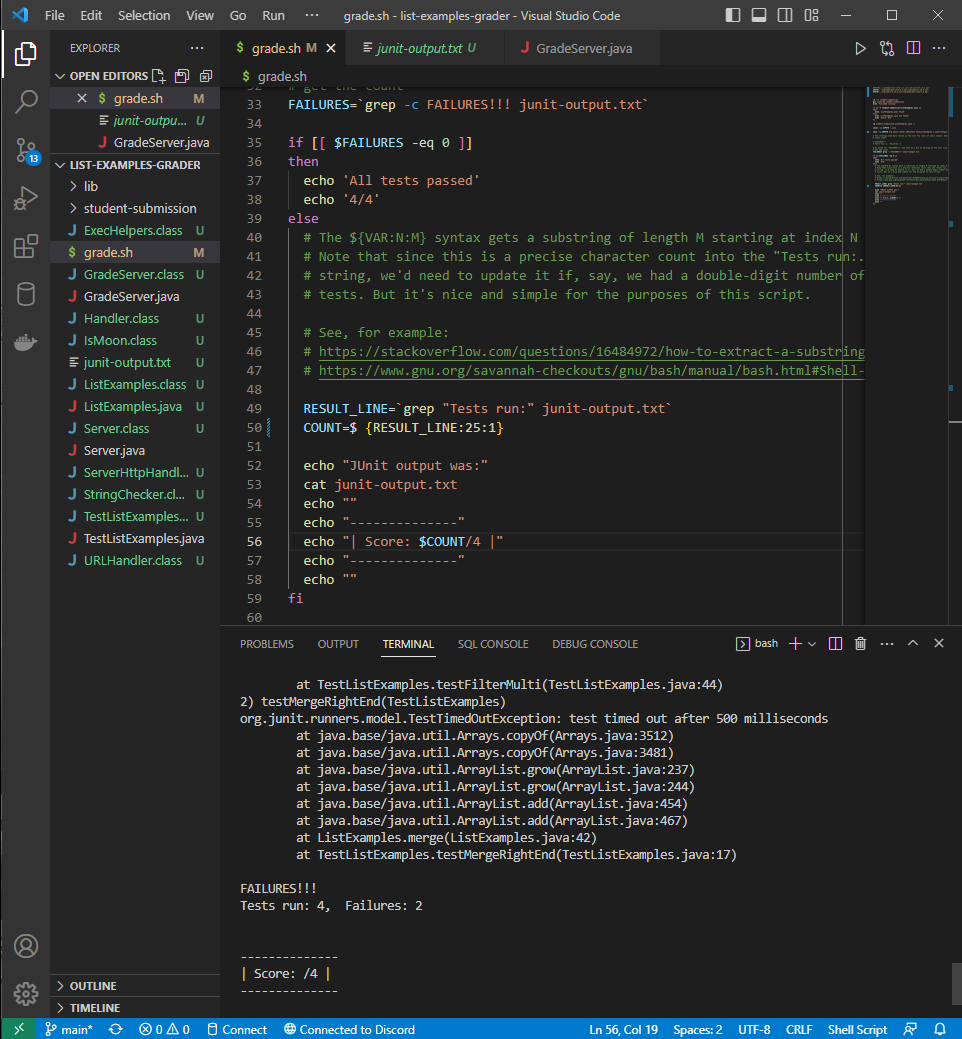 File Edit Selection View Go Run ··· grade.sh - list-examples-grader - Visual Studio Code
EXPLORER
OPEN EDITORS
grade.sh M
junit-outpu... U
GradeServer.java
LIST-EXAMPLES-GRADER
lib
student-submission
ExecHelpers.class U
grade.sh M
GradeServer.class U
GradeServer.java
Handler.class U
IsMoon.class U
junit-output.txt U
ListExamples.class U
ListExamples.java U
Server.class U
Server.java
ServerHttpHandl... U
StringChecker.cl... U
TestListExamples... U
TestListExamples.java
URLHandler.class U
OUTLINE
TIMELINE
13
grade.sh M
junit-output.txt U
GradeServer.java
grade.sh
32 # get the count
33 FAILURES=`grep -c FAILURES!!! junit-output.txt`
34
35 if [[ $FAILURES -eq 0 ]]
36 then
37 echo 'All tests passed'
38 echo '4/4'
39 else
40 # The ${VAR:N:M} syntax gets a substring of length M starting at index N
41 # Note that since this is a precise character count into the "Tests run:.
42 # string, we'd need to update it if, say, we had a double-digit number of
43 # tests. But it's nice and simple for the purposes of this script.
44
45 # See, for example:
46 # https://stackoverflow.com/questions/16484972/how-to-extract-a-substring
47 # https://www.gnu.org/savannah-checkouts/gnu/bash/manual/bash.html#Shell-
48
49 RESULT_LINE=`grep "Tests run:" junit-output.txt`
50 COUNT=$ {RESULT_LINE:25:1}
51
52 echo "JUnit output was:"
53 cat junit-output.txt
54 echo ""
55 echo "--------------"
56 echo "| Score: $COUNT/4 |"
57 echo "--------------"
58 echo ""
59 fi
60
PROBLEMS OUTPUT TERMINAL SQL CONSOLE DEBUG CONSOLE bash
at TestListExamples.testFilterMulti(TestListExamples.java:44)
2) testMergeRightEnd(TestListExamples)
org.junit.runners.model.TestTimedOutException: test timed out after 500 milliseconds
at java.base/java.util.Arrays.copyOf(Arrays.java:3512)
at java.base/java.util.Arrays.copyOf(Arrays.java:3481)
at java.base/java.util.ArrayList.grow(ArrayList.java:237)
at java.base/java.util.ArrayList.grow(ArrayList.java:244)
at java.base/java.util.ArrayList.add(ArrayList.java:454)
at java.base/java.util.ArrayList.add(ArrayList.java:467)
at ListExamples.merge(ListExamples.java:42)
at TestListExamples.testMergeRightEnd(TestListExamples.java:17)
FAILURES!!!
Tests run: 4,  Failures: 2
--------------
| Score: /4 |
--------------
main* 0 0 Connect Connected to Discord Ln 56, Col 19 Spaces: 2 UTF-8 CRLF Shell Script